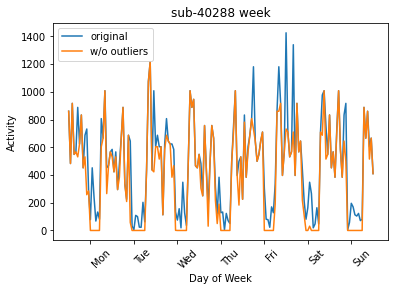 sub-40288 week
original
w/o outliers
1400
1200
1000
800
600
400
200
0
Activity
Mon
Tue
Wed
Thu
Fri
Sat
Sun
Day of Week